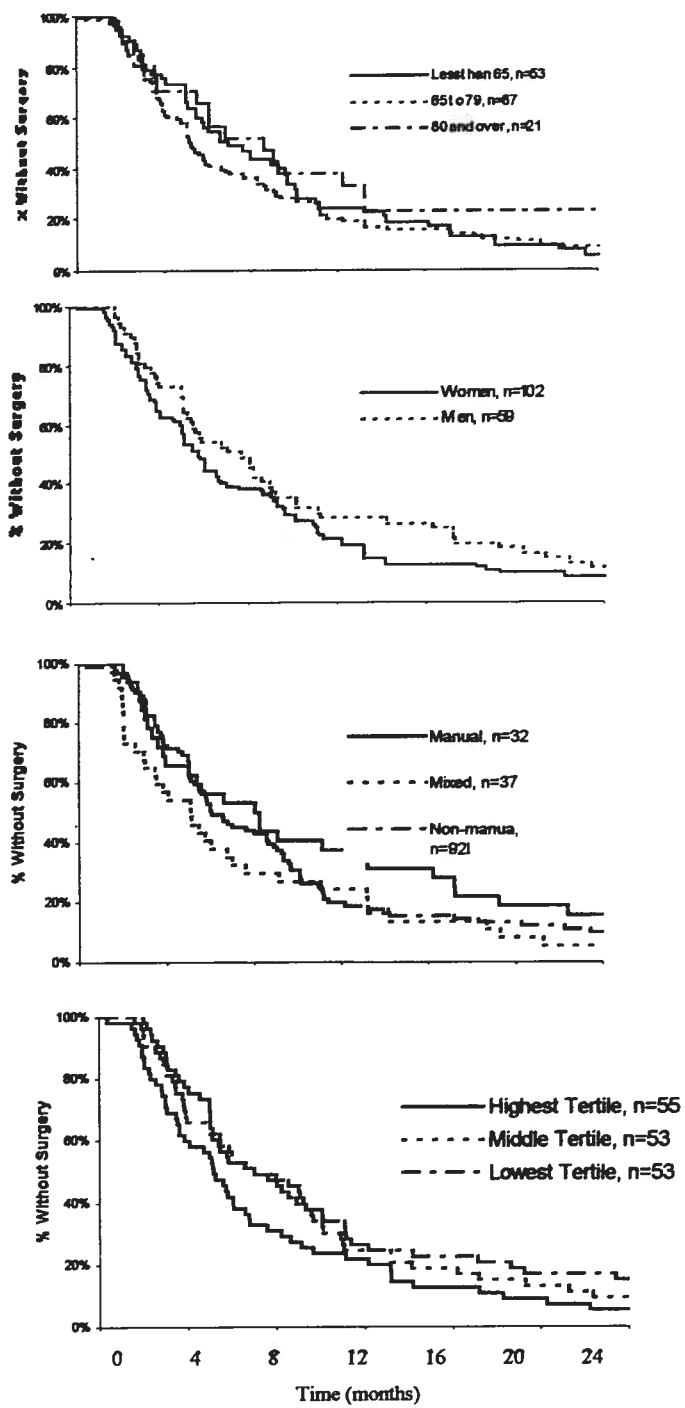 100%
80%
60%
40%
20%
0%
% Without Surgery
Less than 65, n=53
65 to 79, n=67
80 and over, n=21
100%
80%
60%
40%
20%
0%
% Without Surgery
Women, n=102
Men, n=59
100%
80%
60%
40%
20%
0%
% Without Surgery
Manual, n=32
Mixed, n=37
Non-manua,
n=92l
100%
80%
60%
40%
20%
0%
% Without Surgery
Highest Tertile, n=55
Middle Tertile, n=53
Lowest Tertile, n=53
0 4 8 12 16 20 24
Time (months)